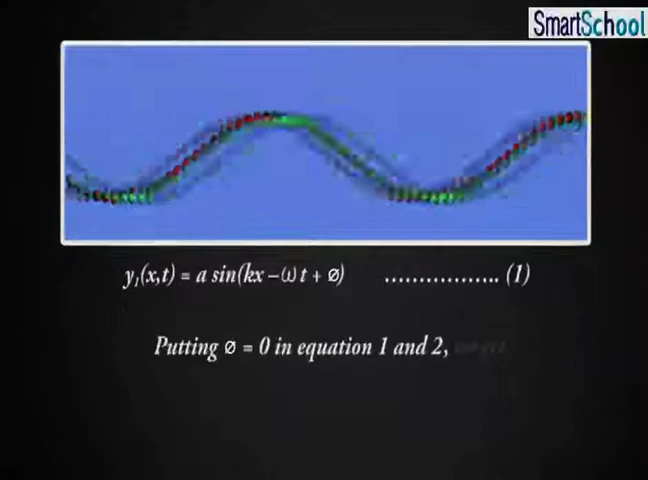 SmartSchool
y₁(x,t) = a sin(kx – ω t + ø) ................. (1)
Putting ø = 0 in equation 1 and 2,